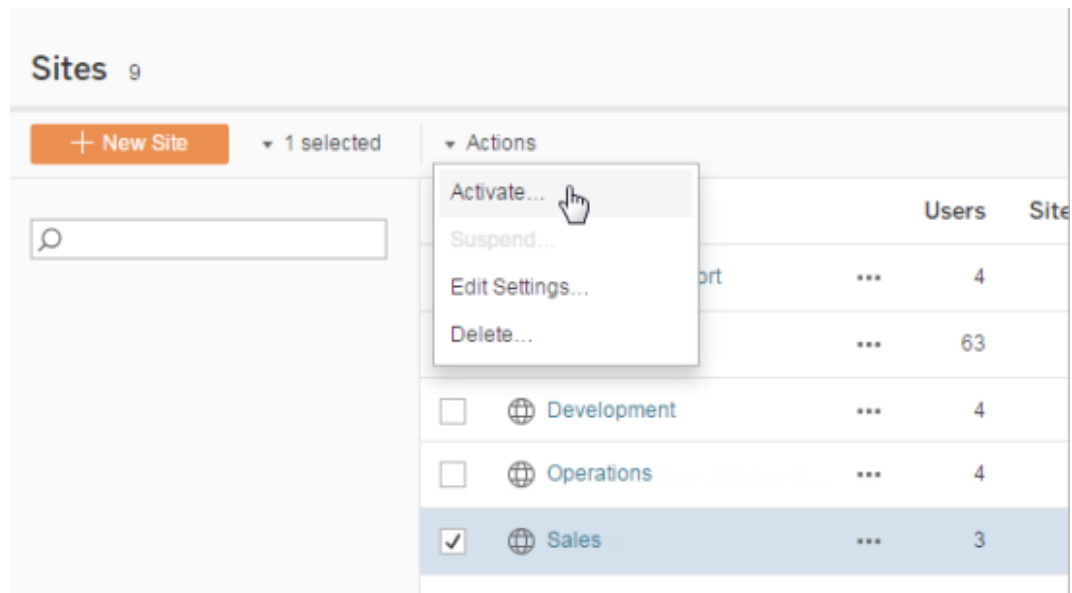 Sites 9
+ New Site 1 selected Actions
Activate...
Users Site
Suspend...
ort ••• 4
Edit Settings...
Delete...
••• 63
Development ••• 4
Operations ••• 4
Sales ••• 3